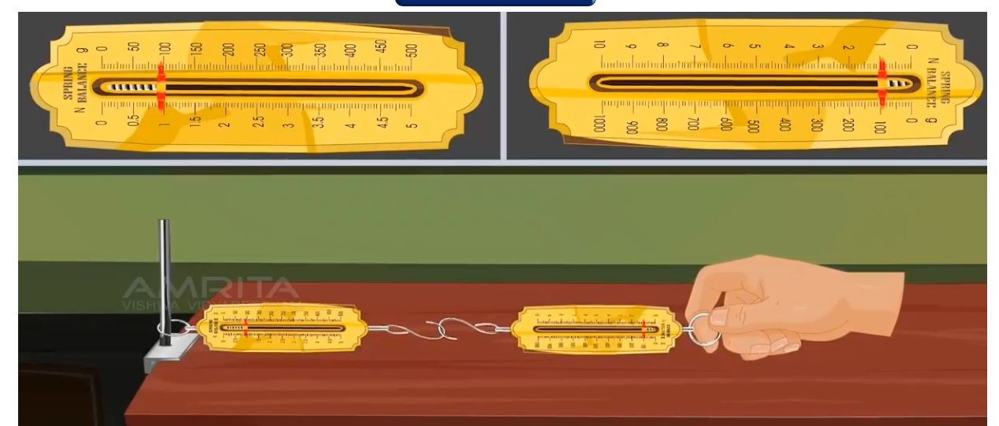 g 0 50 100 150 200 250 300 350 400 450 500
SPRING
BALANCE
N 0 0.5 1 1.5 2 2.5 3 3.5 4 4.5 5
10 9 8 7 6 5 4 3 2 1 0 N
SPRING
BALANCE
1000 900 800 700 600 500 400 300 200 100 0 g
AMRITA
VISHWA VIDYAPEETHAM